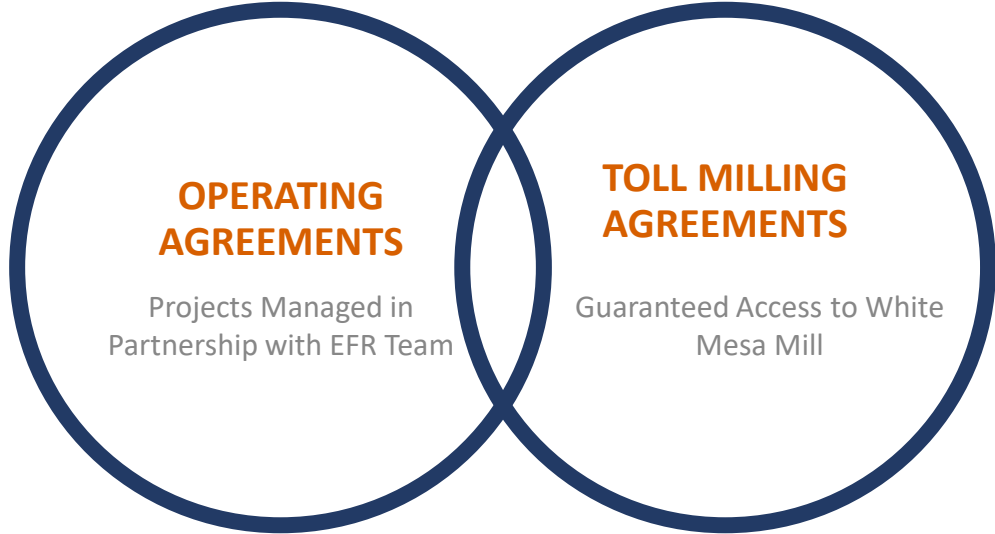 OPERATING
AGREEMENTS
Projects Managed in
Partnership with EFR Team
TOLL MILLING
AGREEMENTS
Guaranteed Access to White
Mesa Mill